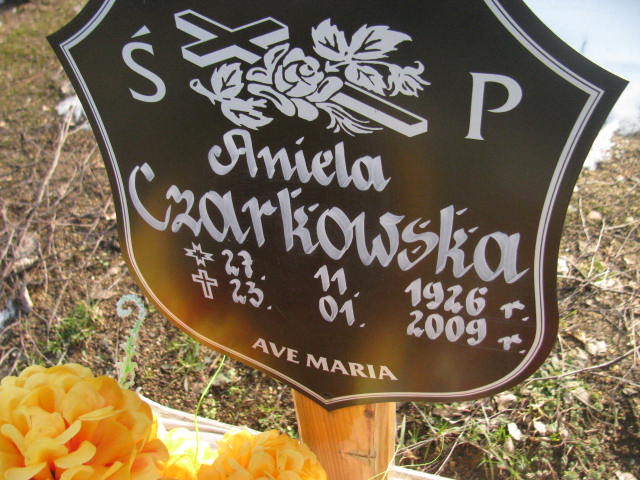 Ś P
Aniela
Czarkowska
27. 11. 1926 r.
23. 01. 2009 r.
AVE MARIA